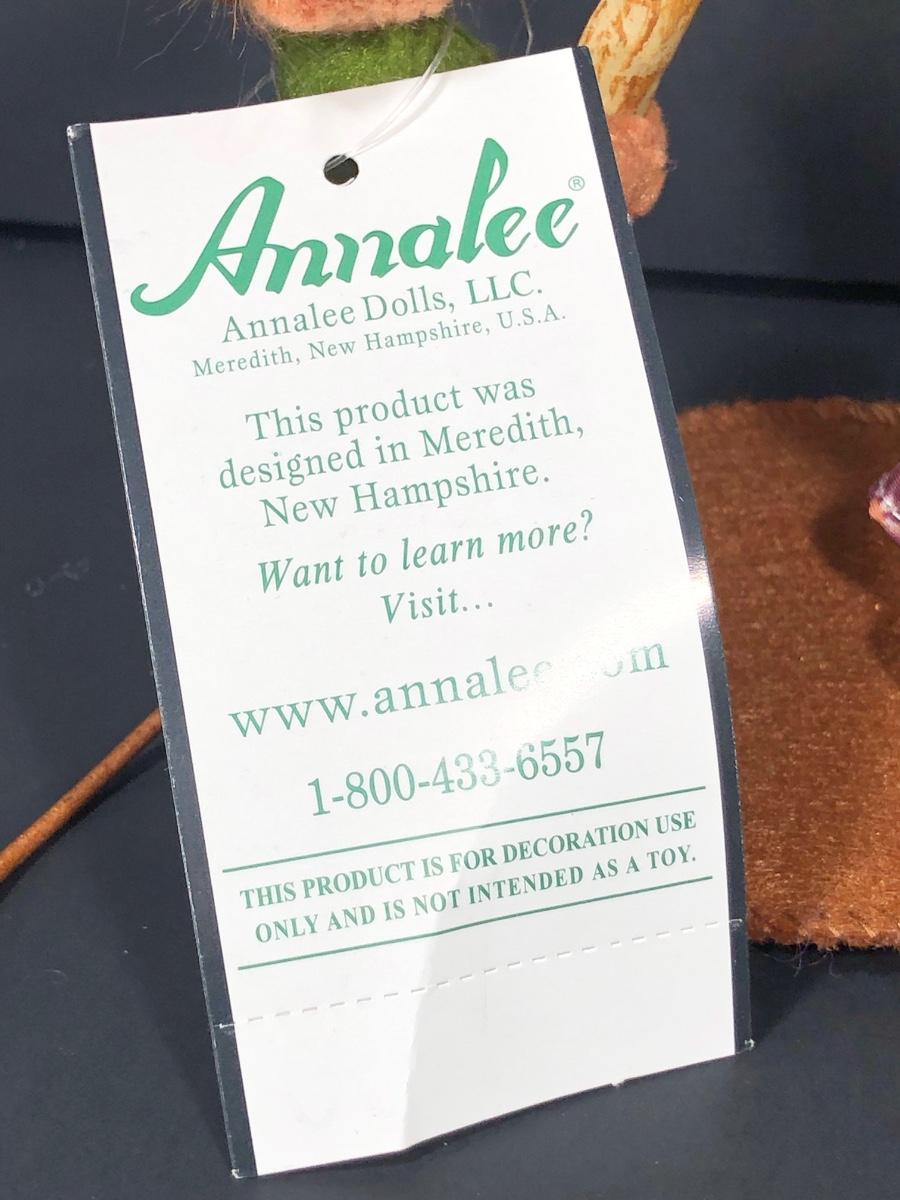 Annalee®
Annalee Dolls, LLC.
Meredith, New Hampshire, U.S.A.
This product was
designed in Meredith,
New Hampshire.
Want to learn more?
Visit...
www.annalee.com
1-800-433-6557
THIS PRODUCT IS FOR DECORATION USE
ONLY AND IS NOT INTENDED AS A TOY.